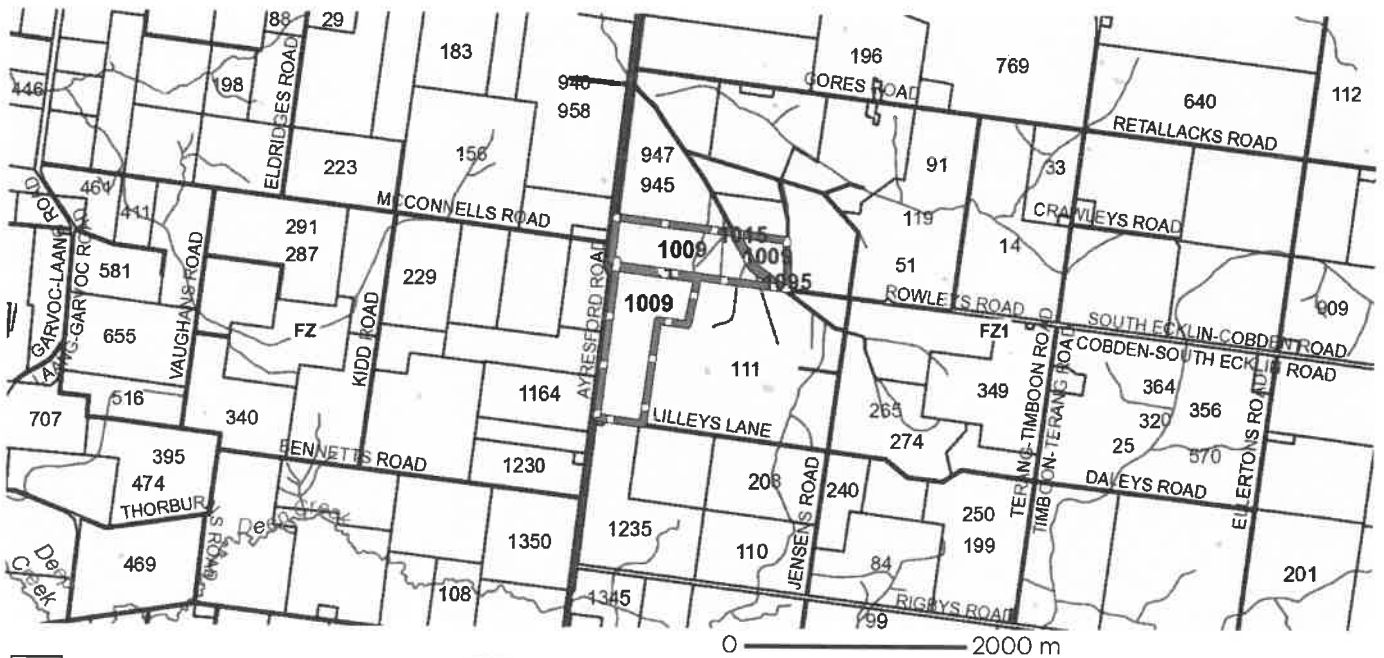 88
29
183
196
769
446
98
ELDRIDGES ROAD
946
958
GORES ROAD
640
112
RETALLACKS ROAD
223
156
947
945
91
33
464
411
MCCONNELLS ROAD
119
CRAWLEYS ROAD
GARVOC-LAANG ROAD
LAANG-GARVOC ROAD
291
287
1015
1009
1009
1095
14
581
VAUGHANS ROAD
229
AYRESFORD ROAD
51
ROWLEYS ROAD
909
1009
655
FZ
KIDD ROAD
FZ1
SOUTH ECKLIN-COBDEN ROAD
COBDEN-SOUTH ECKLIN ROAD
516
111
349
TERANG-TIMBOON ROAD
TIMBOON-TERANG ROAD
364
320
356
707
340
1164
LILLEYS LANE
265
274
25
570
ELLERTONS ROAD
395
BENNETTS ROAD
1230
474
208
JENSENS ROAD
240
DALEYS ROAD
THORBURNS ROAD
Deep Creek
Deep Creek
250
199
469
1350
1235
110
84
201
108
1345
RIGBYS ROAD
99
0
2000 m